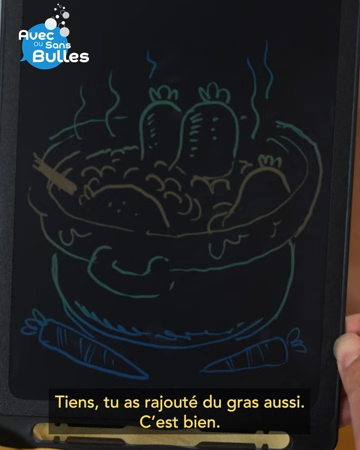 Avec
ou Sans
Bulles
Tiens, tu as rajouté du gras aussi.
C'est bien.